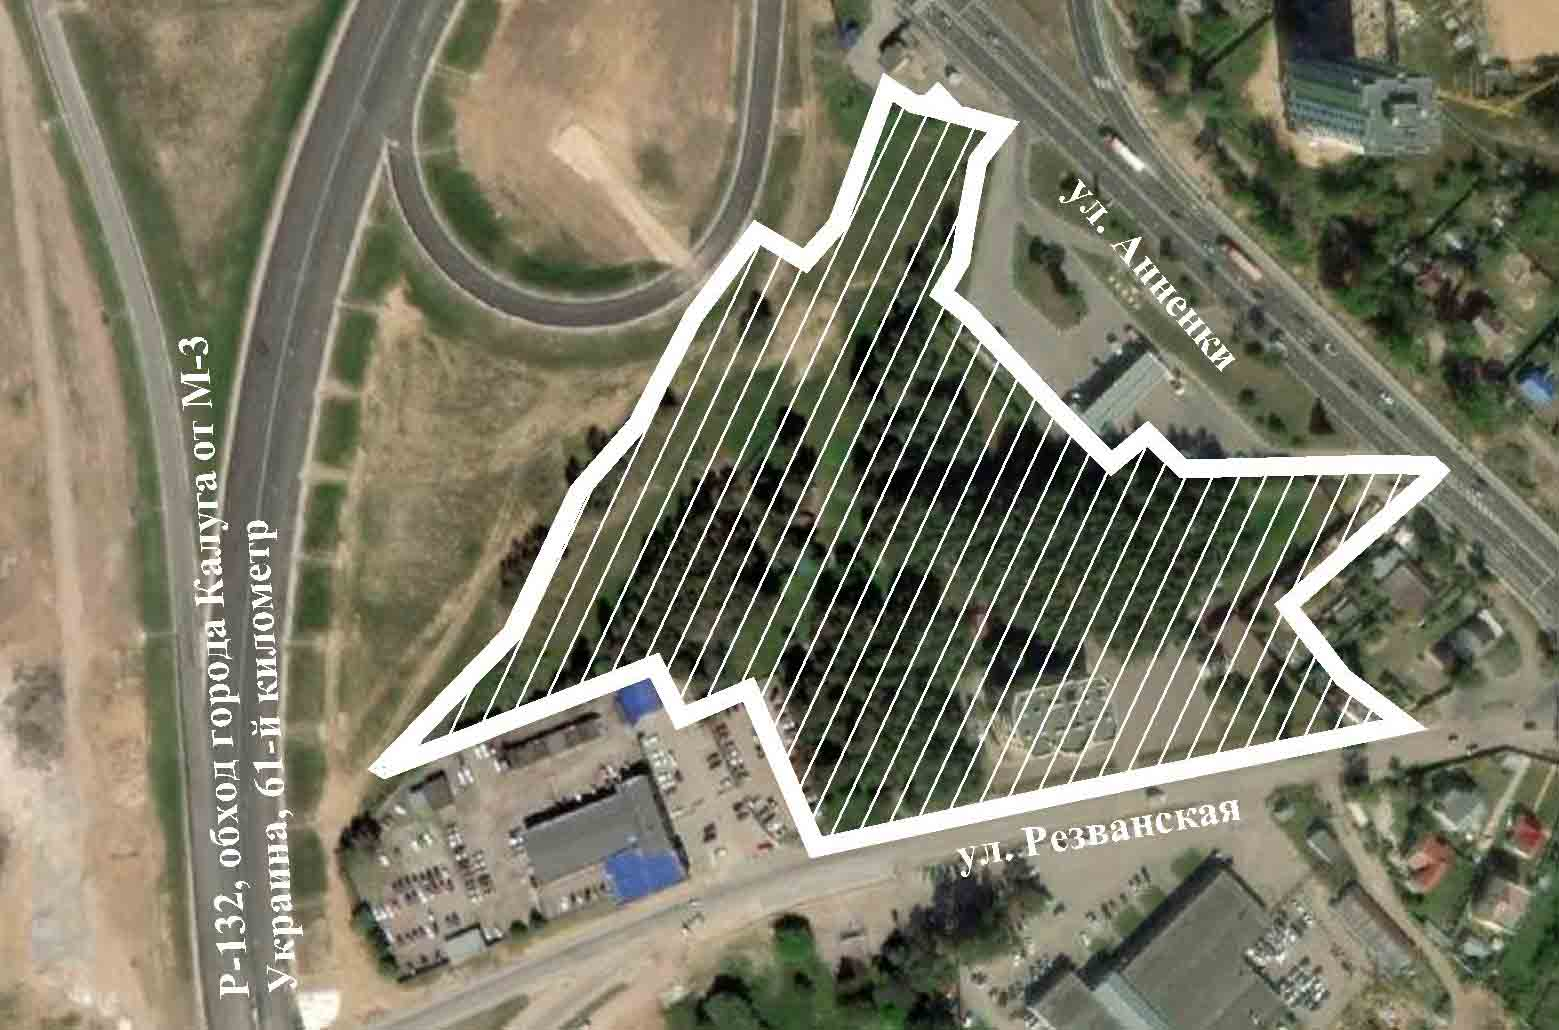 ул. Анненки
Р-132, обход города Калуга от М-3
Украина, 61-й километр
ул. Резванская